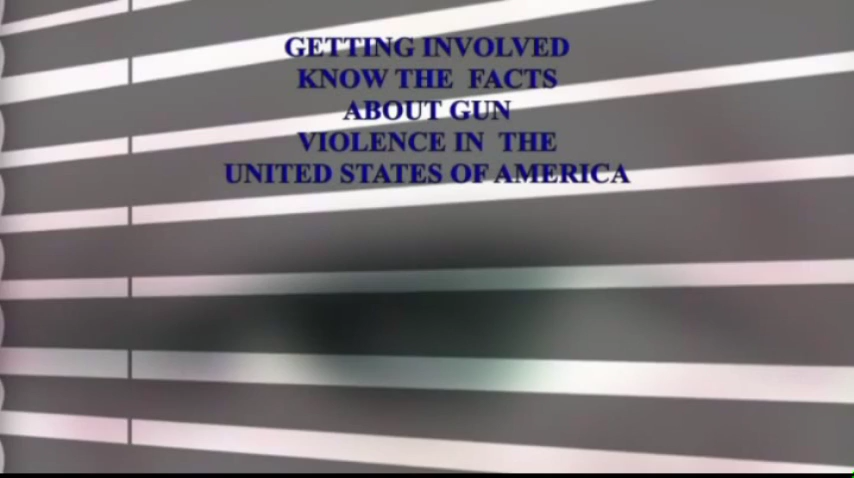 GETTING INVOLVED
KNOW THE FACTS
ABOUT GUN
VIOLENCE IN THE
UNITED STATES OF AMERICA